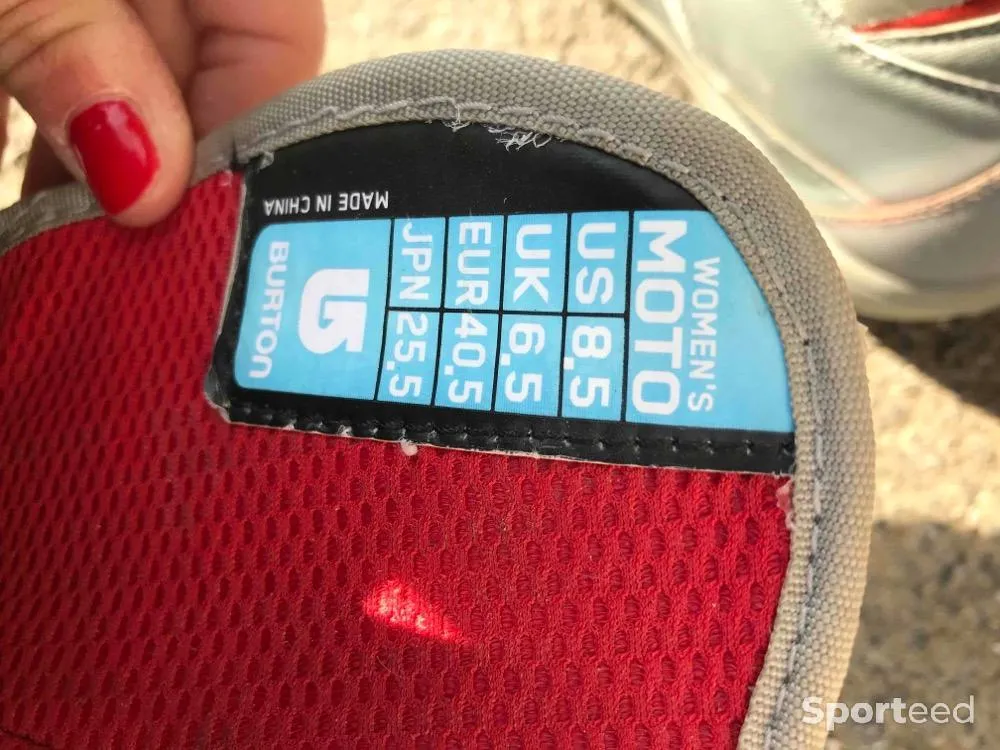 WOMEN'S
MOTO
US 8.5
UK 6.5
EUR 40.5
JPN 25.5
BURTON
MADE IN CHINA
Sporteed